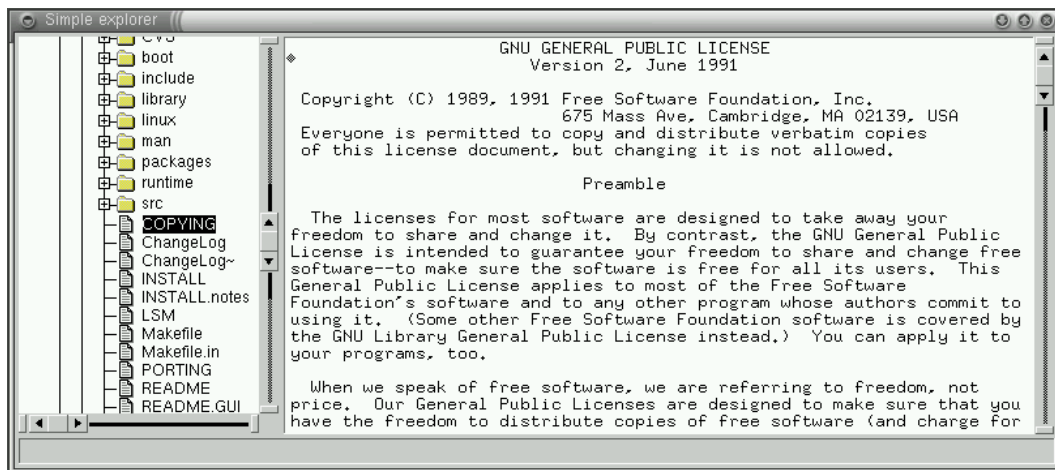 Simple explorer
CVS
boot
include
library
linux
man
packages
runtime
src
COPYING
ChangeLog
ChangeLog~
INSTALL
INSTALL.notes
LSM
Makefile
Makefile.in
PORTING
README
README.GUI
GNU GENERAL PUBLIC LICENSE
Version 2, June 1991
Copyright (C) 1989, 1991 Free Software Foundation, Inc.
675 Mass Ave, Cambridge, MA 02139, USA
Everyone is permitted to copy and distribute verbatim copies
of this license document, but changing it is not allowed.
Preamble
The licenses for most software are designed to take away your
freedom to share and change it.  By contrast, the GNU General Public
License is intended to guarantee your freedom to share and change free
software--to make sure the software is free for all its users.  This
General Public License applies to most of the Free Software
Foundation's software and to any other program whose authors commit to
using it.  (Some other Free Software Foundation software is covered by
the GNU Library General Public License instead.)  You can apply it to
your programs, too.
When we speak of free software, we are referring to freedom, not
price.  Our General Public Licenses are designed to make sure that you
have the freedom to distribute copies of free software (and charge for